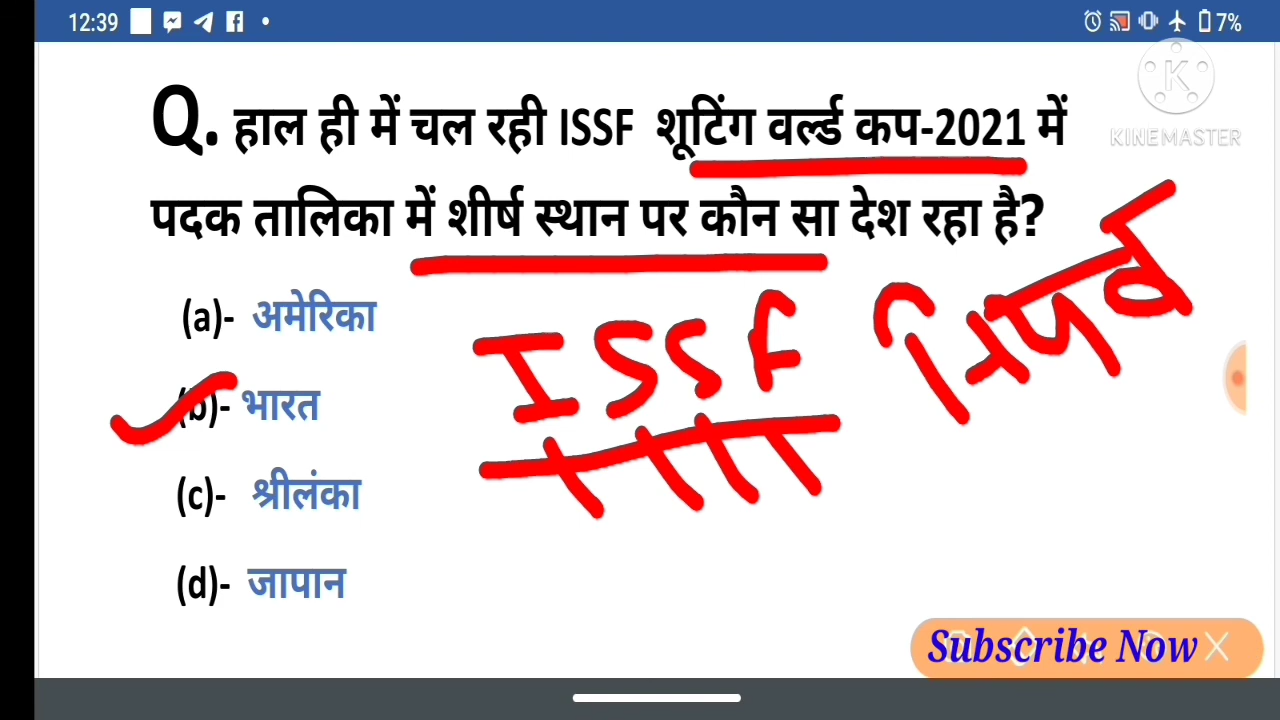 12:39
7%
Q. हाल ही में चल रही ISSF शूटिंग वर्ल्ड कप-2021 में
पदक तालिका में शीर्ष स्थान पर कौन सा देश रहा है?
K
KINEMASTER
(a)- अमेरिका
(b)- भारत
(c)- श्रीलंका
(d)- जापान
ISSF
Subscribe Now